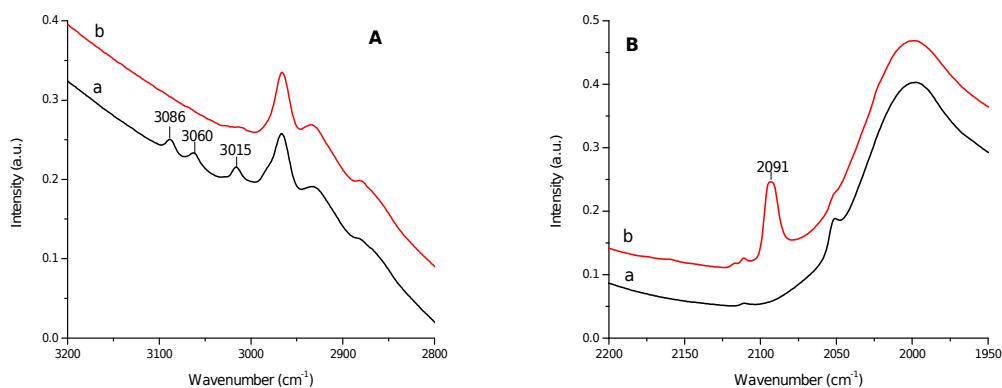 A
b
a
3086
3060
3015
0.4
0.3
0.2
0.1
0.0
3200
3100
3000
2900
2800
Intensity (a.u.)
Wavenumber (cm⁻¹)
B
2091
b
a
0.5
0.4
0.3
0.2
0.1
0.0
2200
2150
2100
2050
2000
1950
Intensity (a.u.)
Wavenumber (cm⁻¹)